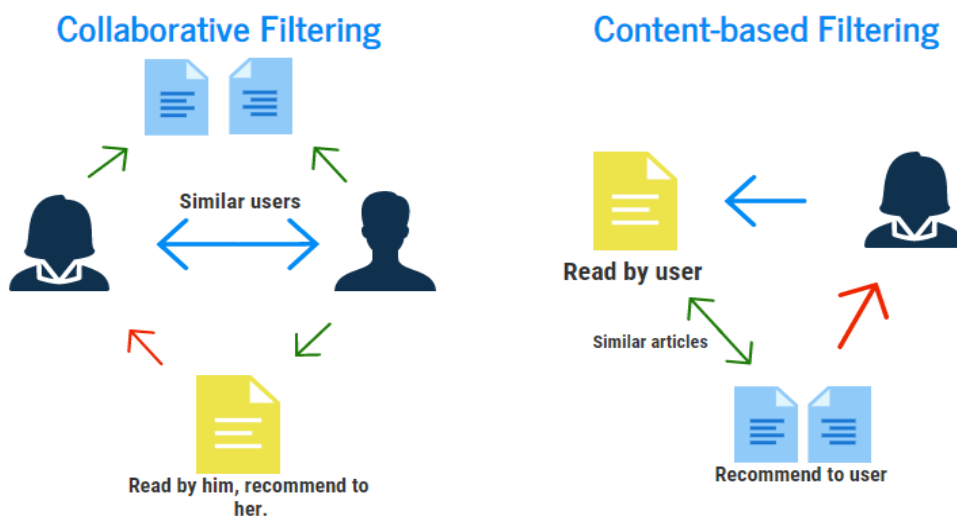 Collaborative Filtering
Similar users
Read by him, recommend to
her.
Content-based Filtering
Read by user
Similar articles
Recommend to user